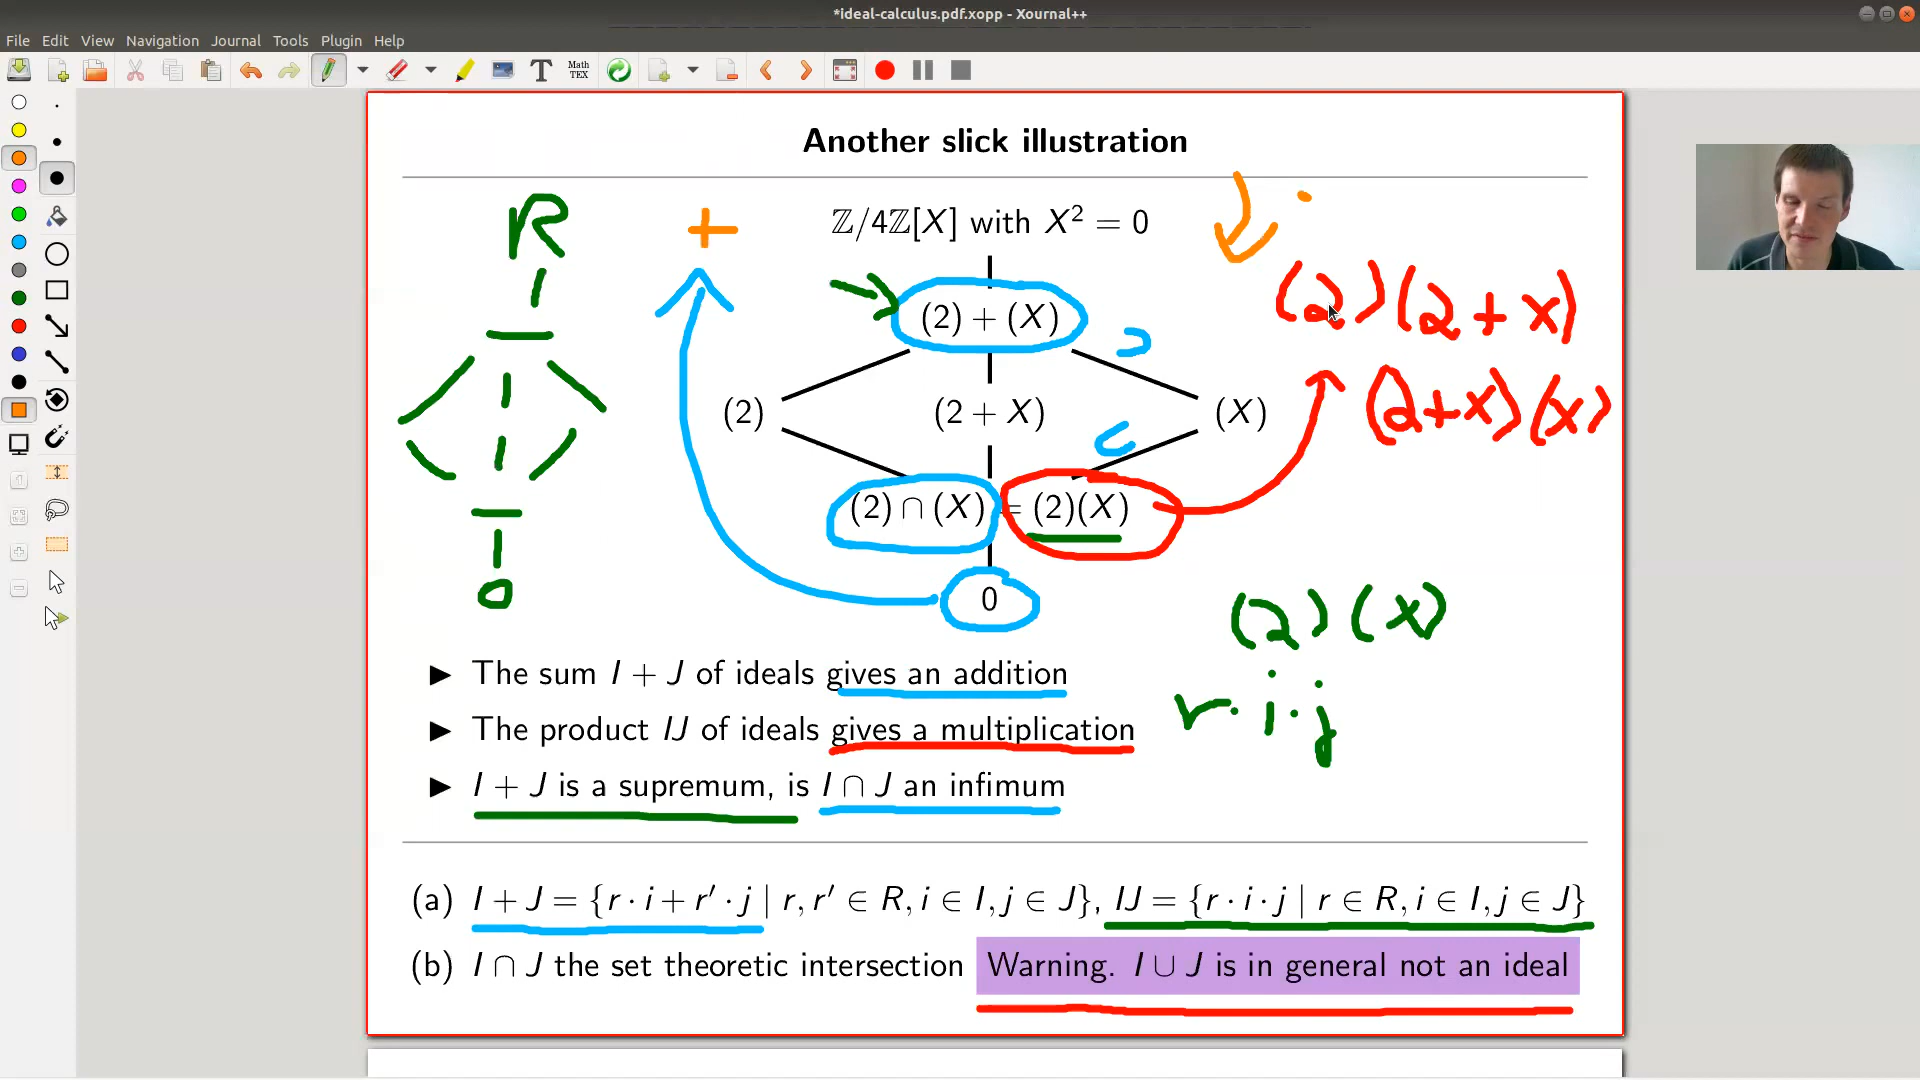 *ideal-calculus.pdf.xopp - Xournal++
File Edit View Navigation Journal Tools Plugin Help
T Math TEX
Another slick illustration
R
+
ℤ/4ℤ[X] with X² = 0
(2) + (X)
(2)(2+x)
(2) (2 + X) (X)
(2+x)(x)
(2) ∩ (X) = (2)(X)
0
0
(2)(x)
r·i·j
▶ The sum I + J of ideals gives an addition
▶ The product IJ of ideals gives a multiplication
▶ I + J is a supremum, is I ∩ J an infimum
(a) I + J = {r · i + r′ · j | r, r′ ∈ R, i ∈ I, j ∈ J}, IJ = {r · i · j | r ∈ R, i ∈ I, j ∈ J}
(b) I ∩ J the set theoretic intersection Warning. I ∪ J is in general not an ideal